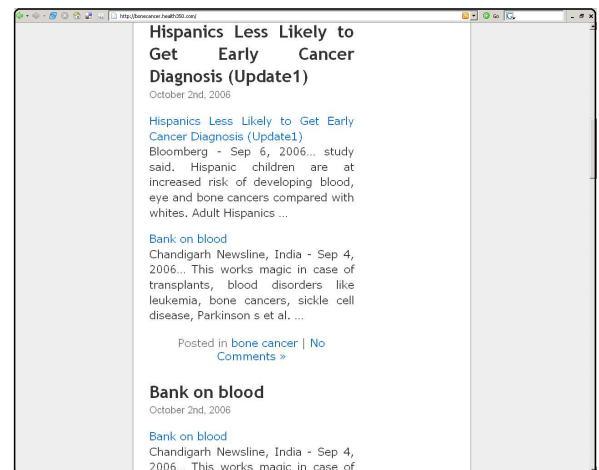 http://bonecancer.health050.com/
Go
Hispanics Less Likely to
Get Early Cancer
Diagnosis (Update1)
October 2nd, 2006
Hispanics Less Likely to Get Early
Cancer Diagnosis (Update1)
Bloomberg - Sep 6, 2006... study
said. Hispanic children are at
increased risk of developing blood,
eye and bone cancers compared with
whites. Adult Hispanics ...
Bank on blood
Chandigarh Newsline, India - Sep 4,
2006... This works magic in case of
transplants, blood disorders like
leukemia, bone cancers, sickle cell
disease, Parkinson s et al. ...
Posted in bone cancer | No
Comments »
Bank on blood
October 2nd, 2006
Bank on blood
Chandigarh Newsline, India - Sep 4,
2006... This works magic in case of